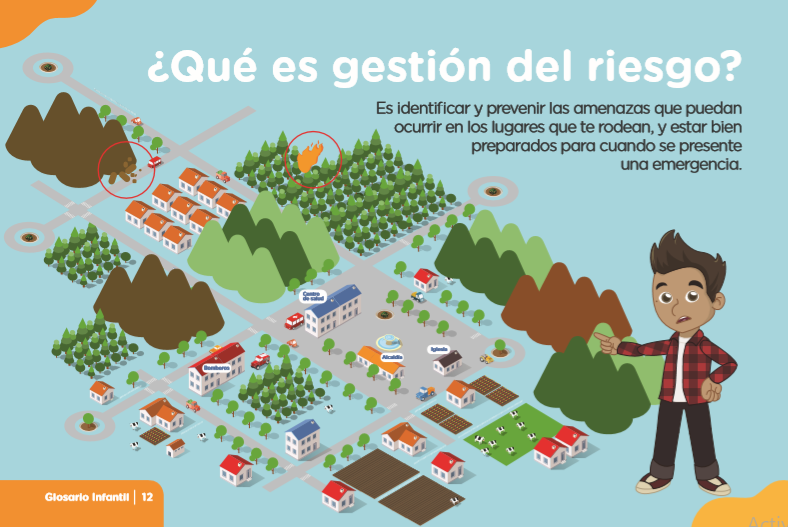 ¿Qué es gestión del riesgo?
Es identificar y prevenir las amenazas que puedan
ocurrir en los lugares que te rodean, y estar bien
preparados para cuando se presente
una emergencia.
Centro
de salud
Iglesia
Alcaldía
Bomberos
Glosario Infantil | 12